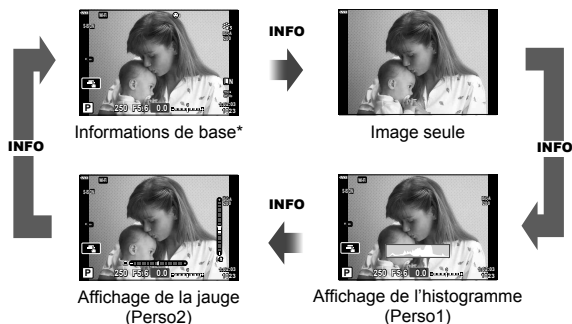 INFO
Informations de base*
Image seule
INFO
INFO
INFO
P 250 F5.6 0.0
Affichage de la jauge
(Perso2)
Affichage de l'histogramme
(Perso1)
P 250 F5.6 0.0
P 250 F5.6 0.0